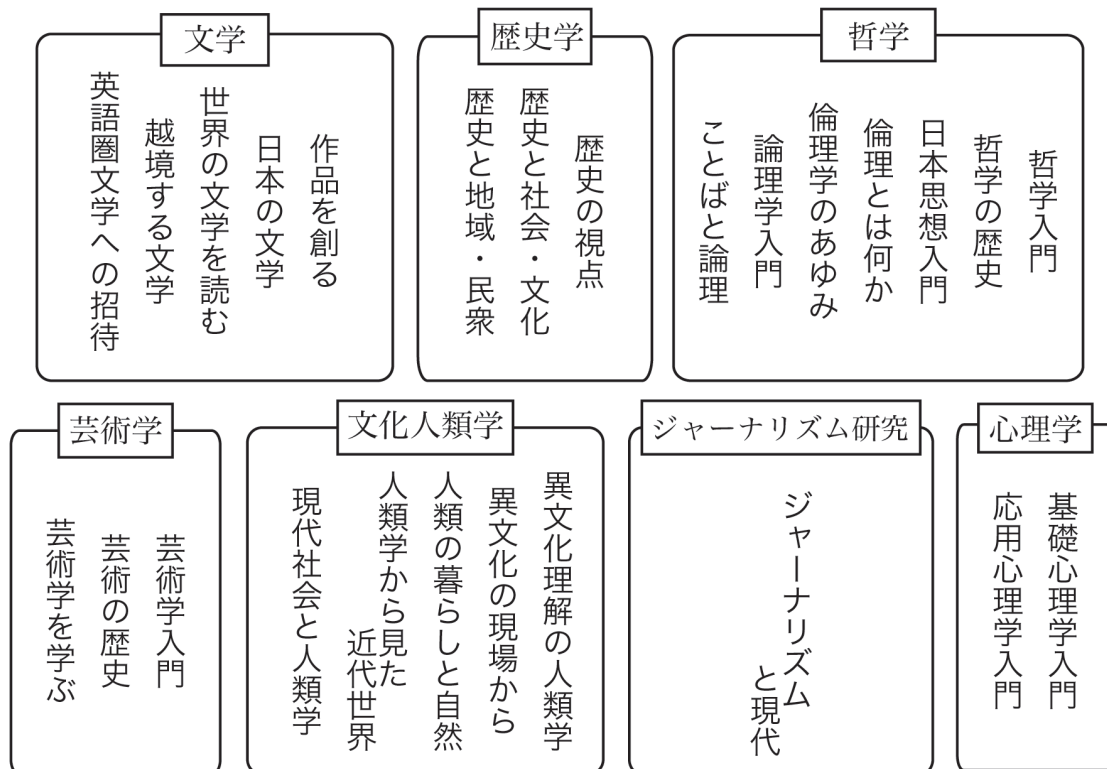 文学
作品を創る
日本の文学
世界の文学を読む
越境する文学
英語圏文学への招待
歴史学
歴史の視点
歴史と社会・文化
歴史と地域・民衆
哲学
哲学入門
哲学の歴史
日本思想入門
倫理とは何か
倫理学のあゆみ
論理学入門
ことばと論理
芸術学
芸術学入門
芸術の歴史
芸術学を学ぶ
文化人類学
異文化理解の人類学
異文化の現場から
人類の暮らしと自然
人類学から見た
近代世界
現代社会と人類学
ジャーナリズム研究
ジャーナリズム
と現代
心理学
基礎心理学入門
応用心理学入門